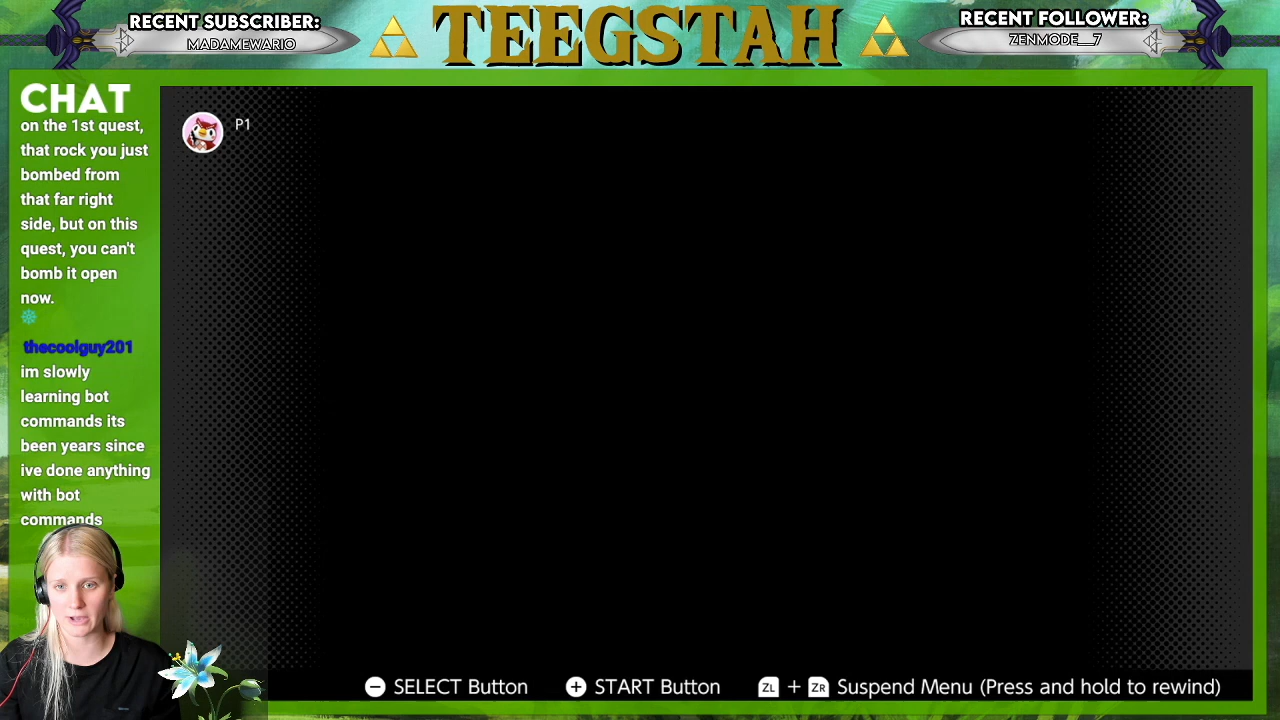 RECENT SUBSCRIBER:
MADAMEWARIO
TEEGSTAH
RECENT FOLLOWER:
ZENMODE__7
CHAT
on the 1st quest,
that rock you just
bombed from
that far right
side, but on this
quest, you can't
bomb it open
now.
thecoolguy201
im slowly
learning bot
commands its
been years since
ive done anything
with bot
commands
P1
SELECT Button
START Button
ZL + ZR Suspend Menu (Press and hold to rewind)